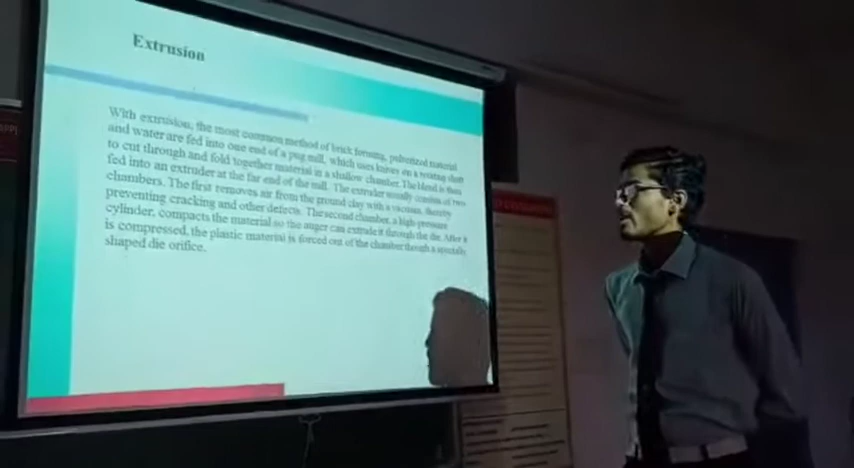 Extrusion
With extrusion, the most common method of brick forming, pulverized material
and water are fed into one end of a pug mill, which uses knives on a rotating shaft
to cut through and fold together material in a shallow chamber. The blend is then
fed into an extruder at the far end of the mill. The extruder usually consists of two
chambers. The first removes air from the ground clay with a vacuum, thereby
preventing cracking and other defects. The second chamber, a high-pressure
cylinder, compacts the material so the auger can extrude it through the die. After it
is compressed, the plastic material is forced out of the chamber though a specially
shaped die orifice.